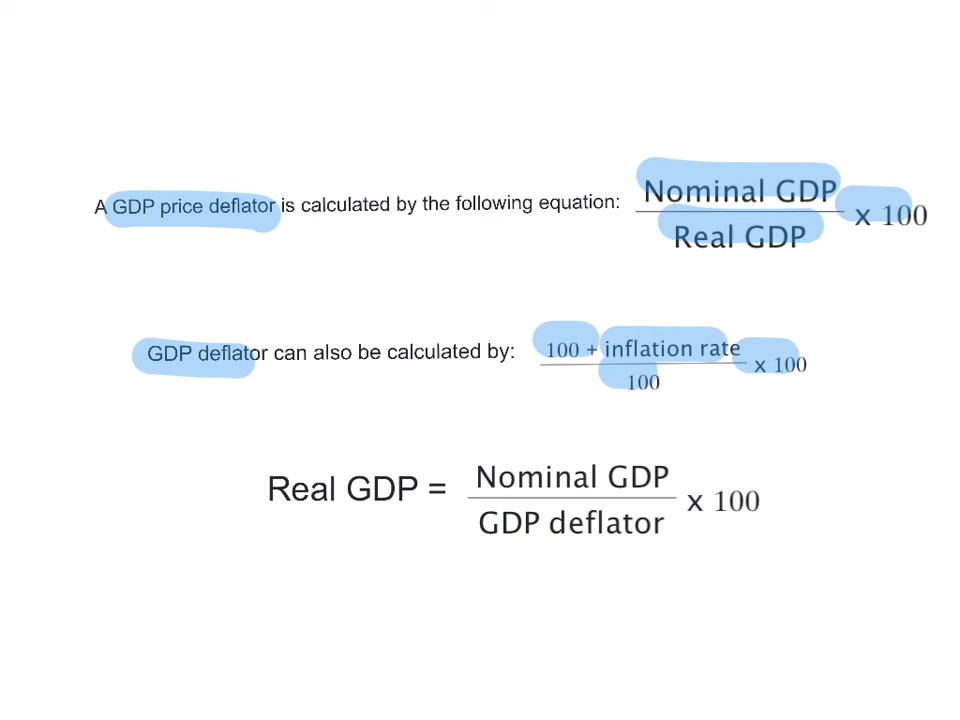 A GDP price deflator is calculated by the following equation: Nominal GDP / Real GDP x 100
GDP deflator can also be calculated by: 100 + inflation rate / 100 x 100
Real GDP = Nominal GDP / GDP deflator x 100